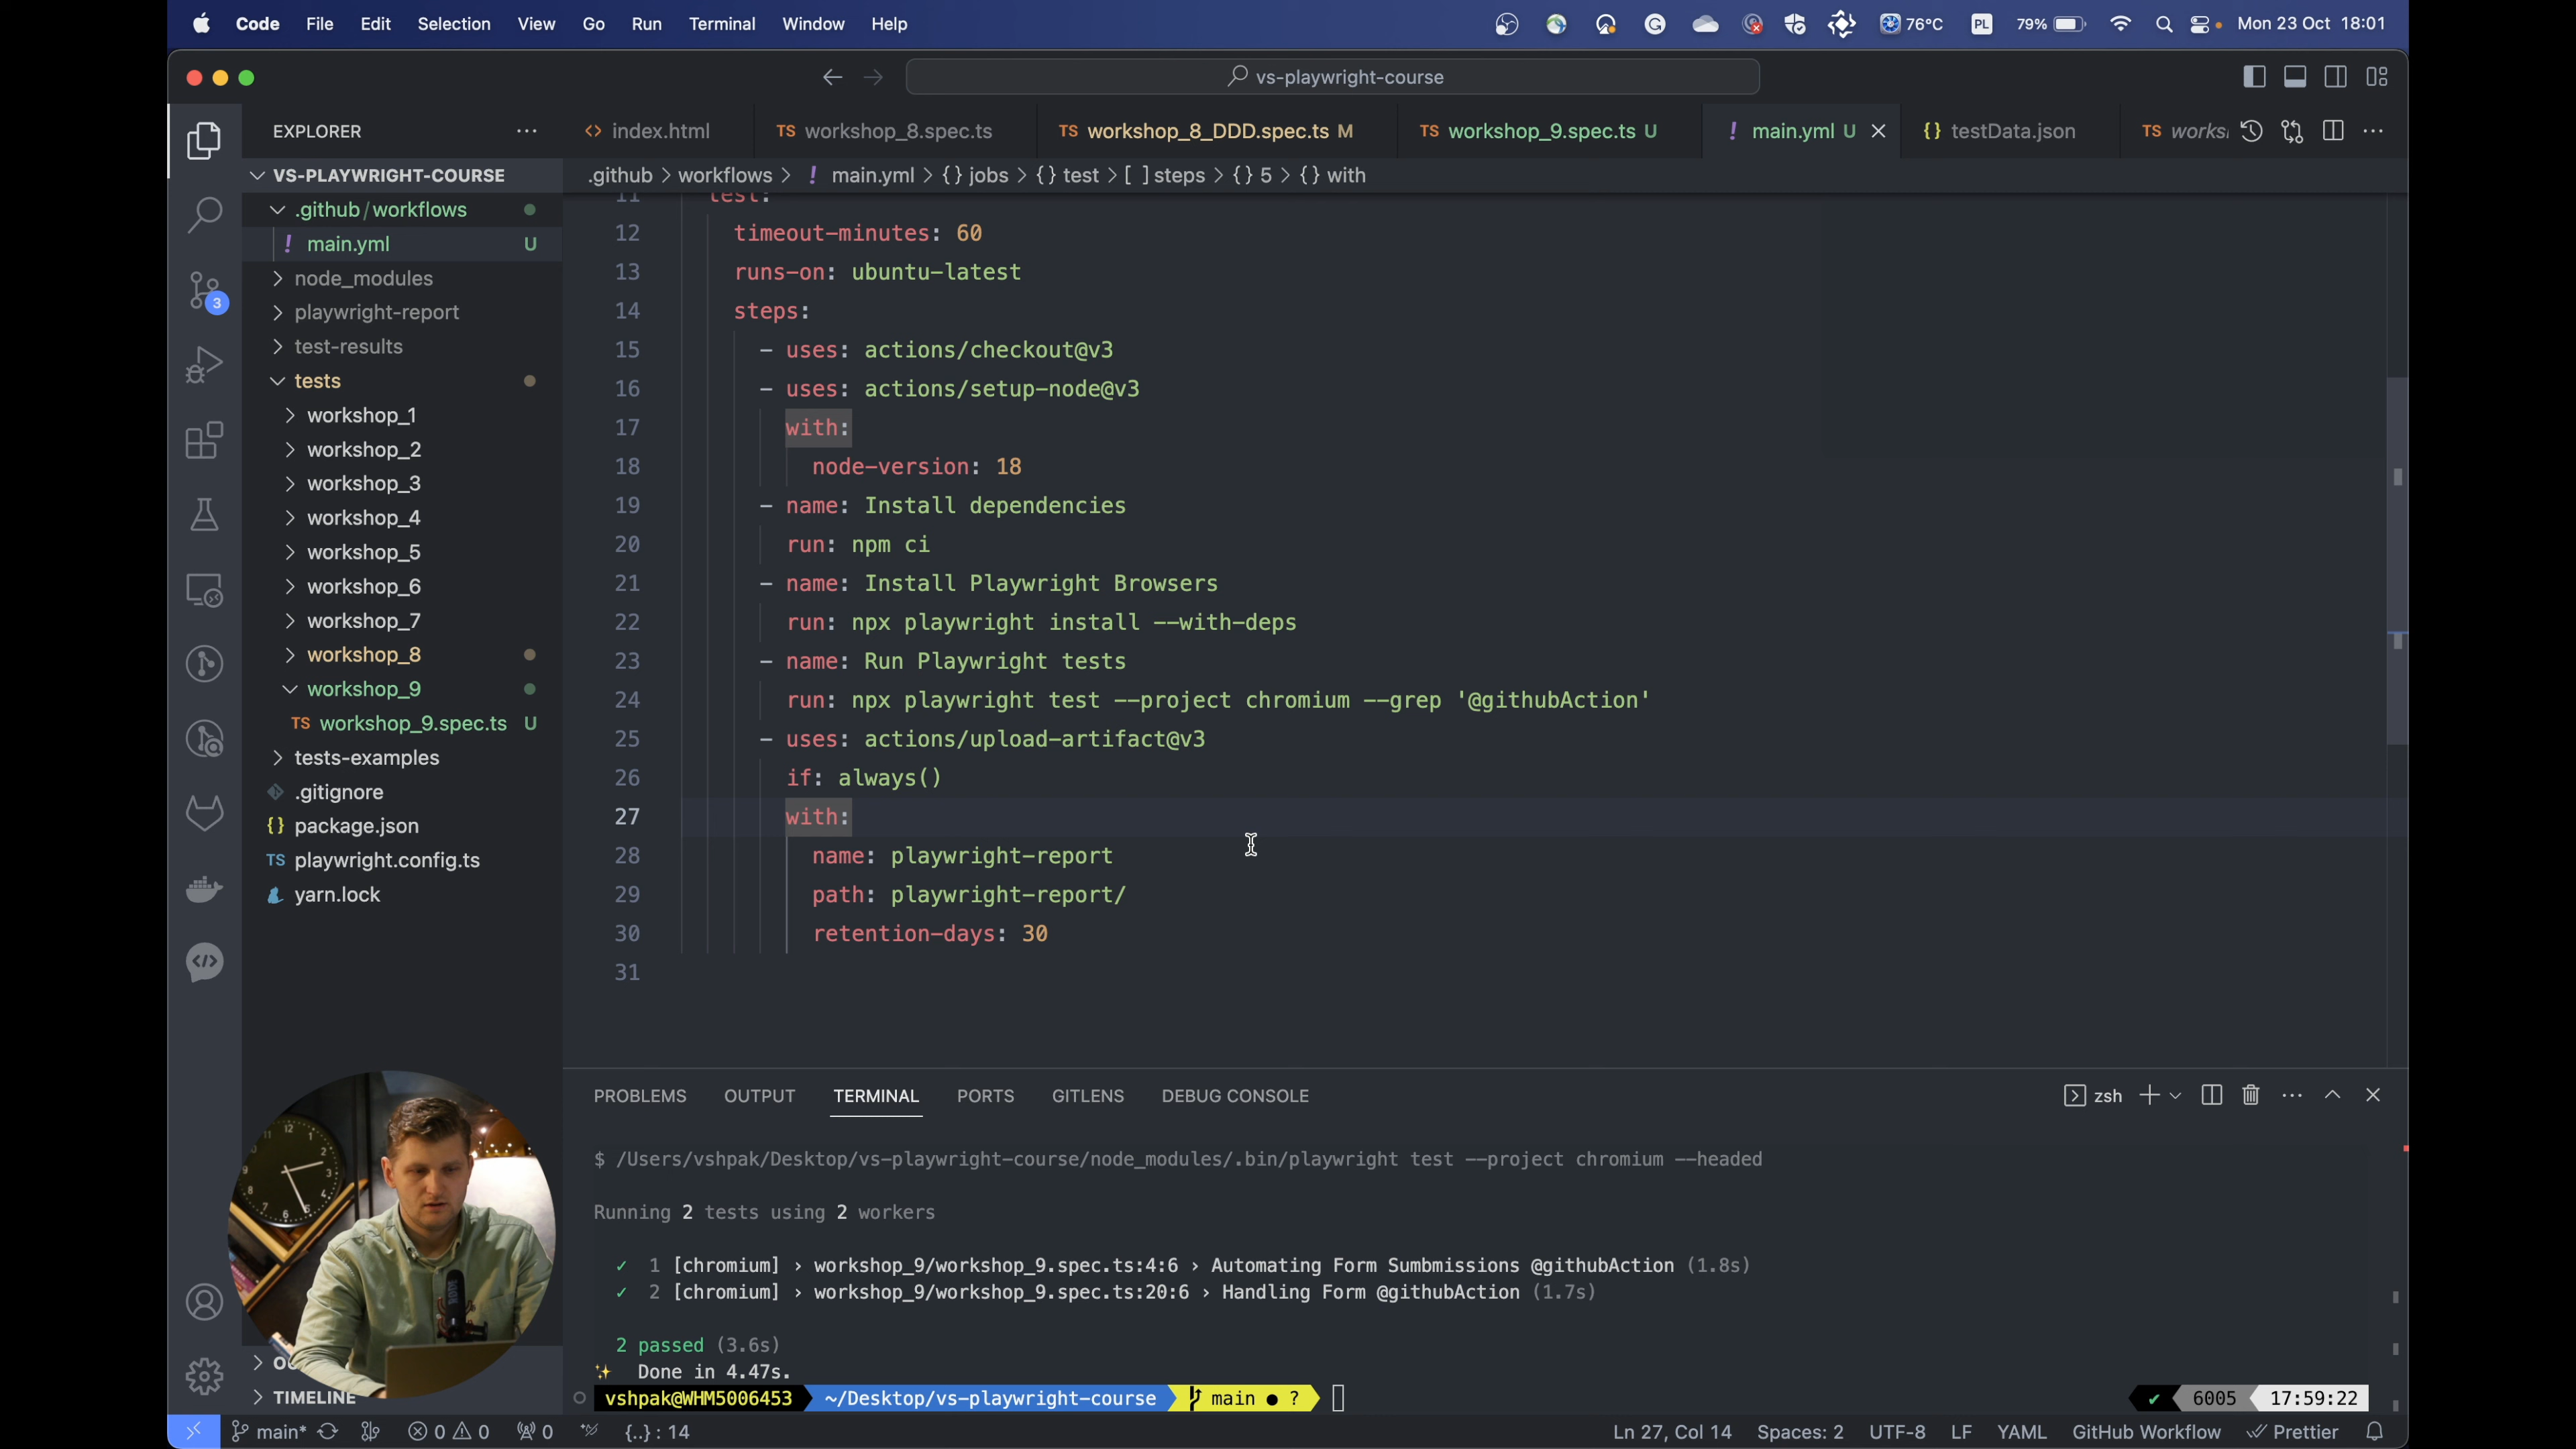 Code File Edit Selection View Go Run Terminal Window Help 76°C PL 79% Mon 23 Oct 18:01
vs-playwright-course
EXPLORER
index.html
TS workshop_8.spec.ts
TS workshop_8_DDD.spec.ts M
TS workshop_9.spec.ts U
! main.yml U
{} testData.json
TS works
VS-PLAYWRIGHT-COURSE
.github > workflows > ! main.yml > {} jobs > {} test > [ ] steps > {} 5 > {} with
.github/workflows
! main.yml U
node_modules
playwright-report
test-results
tests
workshop_1
workshop_2
workshop_3
workshop_4
workshop_5
workshop_6
workshop_7
workshop_8
workshop_9
TS workshop_9.spec.ts U
tests-examples
.gitignore
{} package.json
TS playwright.config.ts
yarn.lock
TIMELINE
3
11 test:
12 timeout-minutes: 60
13 runs-on: ubuntu-latest
14 steps:
15 - uses: actions/checkout@v3
16 - uses: actions/setup-node@v3
17 with:
18 node-version: 18
19 - name: Install dependencies
20 run: npm ci
21 - name: Install Playwright Browsers
22 run: npx playwright install --with-deps
23 - name: Run Playwright tests
24 run: npx playwright test --project chromium --grep '@githubAction'
25 - uses: actions/upload-artifact@v3
26 if: always()
27 with:
28 name: playwright-report
29 path: playwright-report/
30 retention-days: 30
31
PROBLEMS OUTPUT TERMINAL PORTS GITLENS DEBUG CONSOLE zsh
$ /Users/vshpak/Desktop/vs-playwright-course/node_modules/.bin/playwright test --project chromium --headed
Running 2 tests using 2 workers
✓ 1 [chromium] › workshop_9/workshop_9.spec.ts:4:6 › Automating Form Sumbmissions @githubAction (1.8s)
✓ 2 [chromium] › workshop_9/workshop_9.spec.ts:20:6 › Handling Form @githubAction (1.7s)
2 passed (3.6s)
✨ Done in 4.47s.
vshpak@WHM5006453 ~/Desktop/vs-playwright-course main ● ? ✔ 6005 17:59:22
main* 0 0 0 {..} : 14 Ln 27, Col 14 Spaces: 2 UTF-8 LF YAML GitHub Workflow Prettier